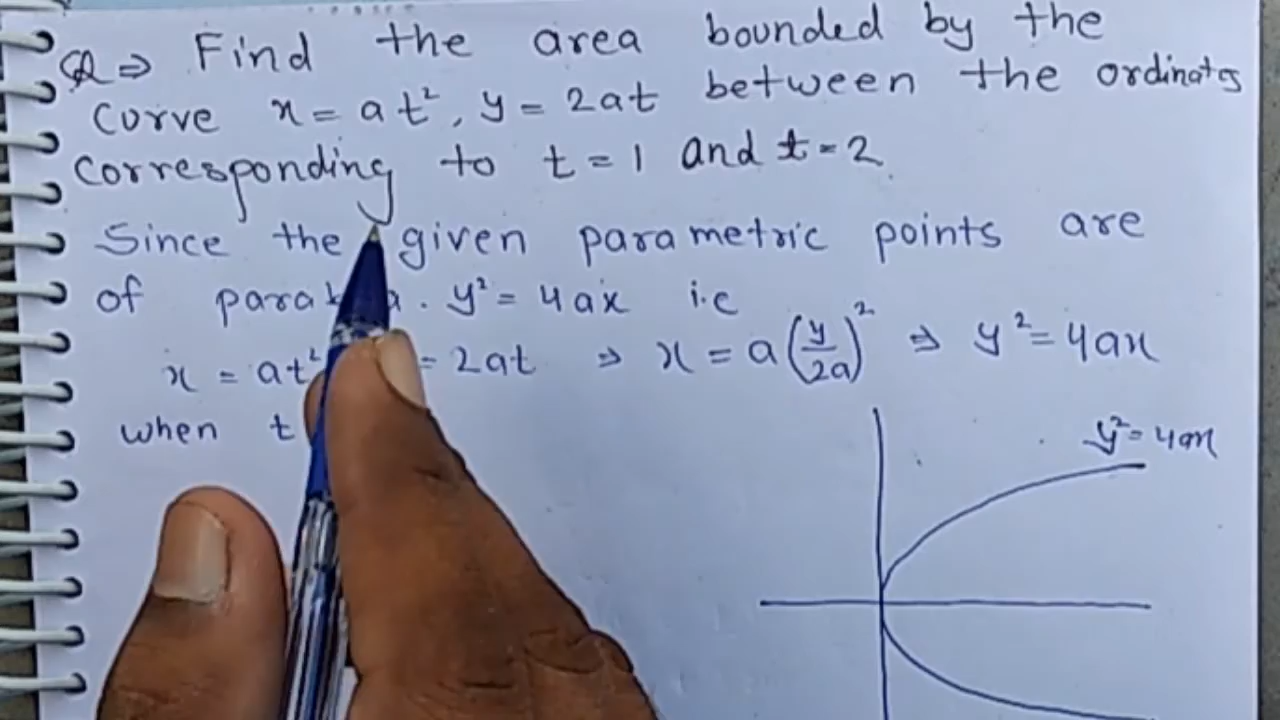 Q ⇒ Find the area bounded by the
Curve x = at², y = 2at between the ordinates
Corresponding to t = 1 and t = 2.
Since the given parametric points are
of y² = 4ax i.e
x = at² = 2at ⇒ x = a(y/2a)² ⇒ y² = 4ax
when t
y² = 4ax